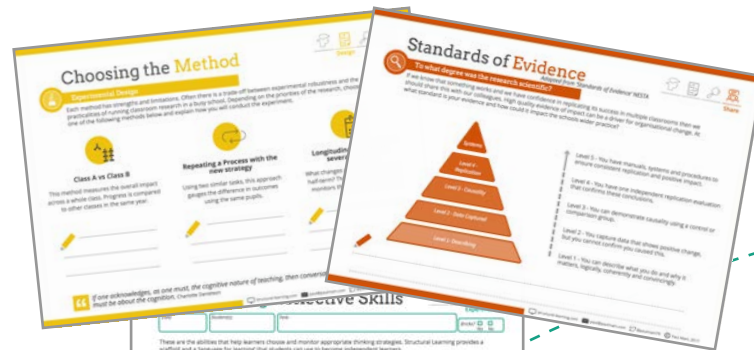 Choosing the Method
Design
Experimental Design
Each method has strengths and limitations. Often there is a trade off between experimental robustness and the
practicalities of running classroom research in a busy school. Depending on the priorities of the research, choose
one of the following methods below and explain how you will conduct the experiment.
Class A vs Class B
This method measures the overall impact
across a whole class. Progress is compared
to other classes in the same year.
Repeating a Process with the
new strategy
Using two similar tasks, this approach
gauges the difference in outcomes
using the same pupils.
Longitudin
several
What changes
half-term? Th
monitors th
If one acknowledges, as one must, the cognitive nature of teaching, then conversat
must be about the cognition. Charlotte Danielson
Standards of Evidence
Adapted from 'Standards of Evidence' NESTA
Share
To what degree was the research scientific?
If we know that something works and we have confidence in replicating its success in multiple classrooms then we
should share this with our colleagues. High quality evidence of impact can be a driver for organisational change. At
what standard is your evidence and how could it impact the schools wider practice?
Systems
Level 4 -
Replication
Level 3 - Causality
Level 2 - Data Captured
Level 1 - Describing
Level 5 - You have manuals, systems and procedures to
ensure consistent replication and positive impact.
Level 4 - You have one independent replication evaluation
that confirms these conclusions.
Level 3 - You can demonstrate causality using a control or
comparison group.
Level 2 - You capture data that shows positive change,
but you cannot confirm you caused this.
Level 1 - You can describe what you do and why it
matters, logically, coherently and convincingly
ective Skills
These are the abilities that help learners choose and monitor appropriate thinking strategies. Structural Learning provides a
scaffold and a language for learning that students can use to become independent learners.